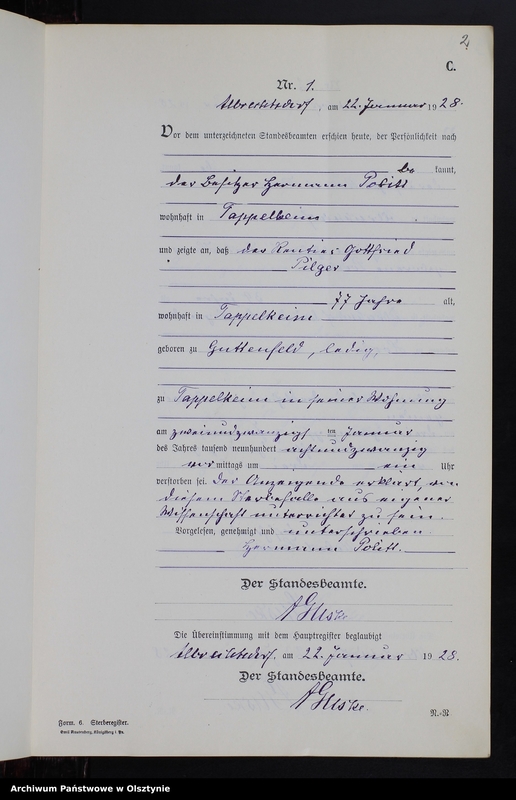 2.
C.
Nr. 1.
Albrechtsdorf, am 22. Januar 1928.
Vor dem unterzeichneten Standesbeamten erschien heute, der Persönlichkeit nach
be kannt,
der Besitzer Hermann Politt
wohnhaft in Tappelkeim
und zeigte an, daß der Rentier Gottfried
Pilger
77 Jahre alt,
wohnhaft in Tappelkeim
geboren zu Guttenfeld, ledig,
zu Tappelkeim in seiner Wohnung
am zweiundzwanzigsten Januar
des Jahres tausend neunhundert achtundzwanzig
vor mittags um ein Uhr
verstorben sei. Der Anzeigende erklärt, von
diesem Sterbefalle aus eigener
Wissenschaft unterrichtet zu sein.
Vorgelesen, genehmigt und unterschrieben
Hermann Politt.
Der Standesbeamte.
Die Übereinstimmung mit dem Hauptregister beglaubigt
Albrechtsdorf, am 22. Januar 1928.
Der Standesbeamte.
Form. 6. Sterberegister.
R.-R
Archiwum Państwowe w Olsztynie